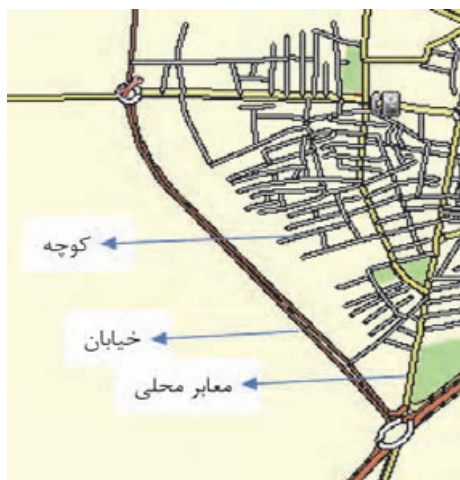 کوچه
خیابان
معابر محلی